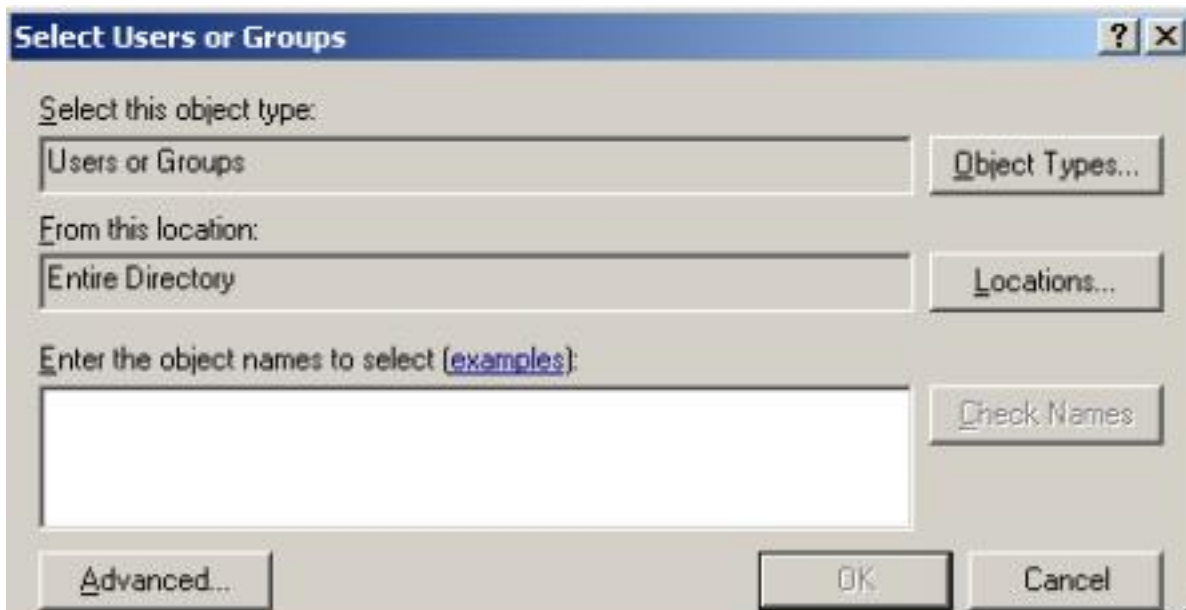 Select Users or Groups
Select this object type:
Users or Groups
Object Types...
From this location:
Entire Directory
Locations...
Enter the object names to select (examples):
Check Names
Advanced...
OK
Cancel